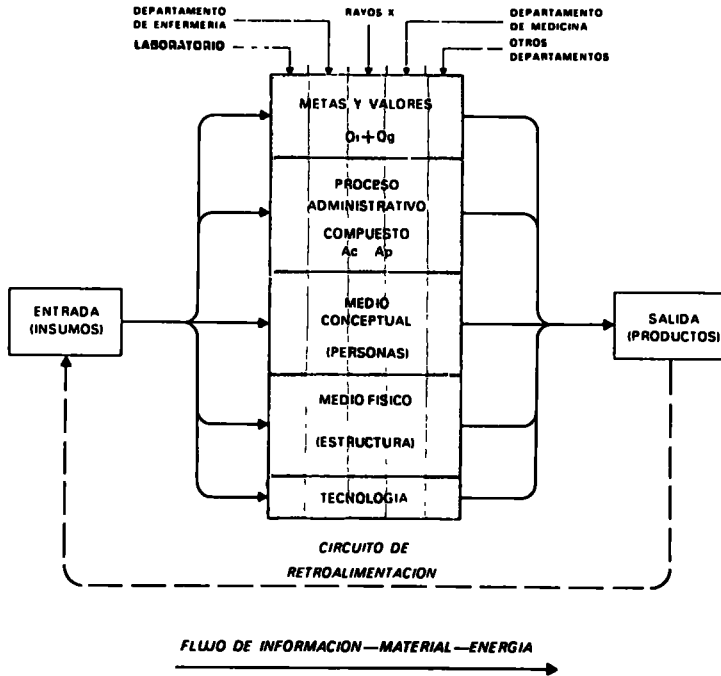 DEPARTAMENTO
DE ENFERMERIA
LABORATORIO
RAYOS X
DEPARTAMENTO
DE MEDICINA
OTROS
DEPARTAMENTOS
METAS Y VALORES
O₁+Og
PROCESO
ADMINISTRATIVO
COMPUESTO
Ac Ap
MEDIO
CONCEPTUAL
(PERSONAS)
MEDIO FISICO
(ESTRUCTURA)
TECNOLOGIA
ENTRADA
(INSUMOS)
SALIDA
(PRODUCTOS)
CIRCUITO DE
RETROALIMENTACION
FLUJO DE INFORMACION—MATERIAL—ENERGIA